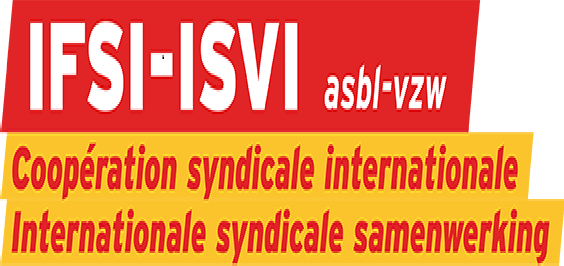 IFSI-ISVI asbl-vzw
Coopération syndicale internationale
Internationale syndicale samenwerking